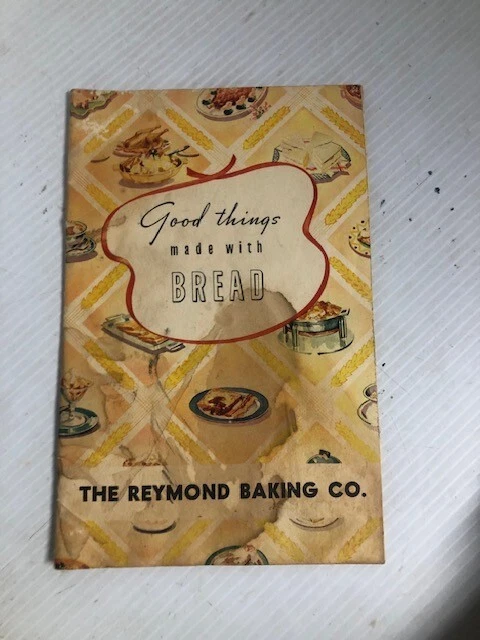 Good things
made with
BREAD
THE REYMOND BAKING CO.